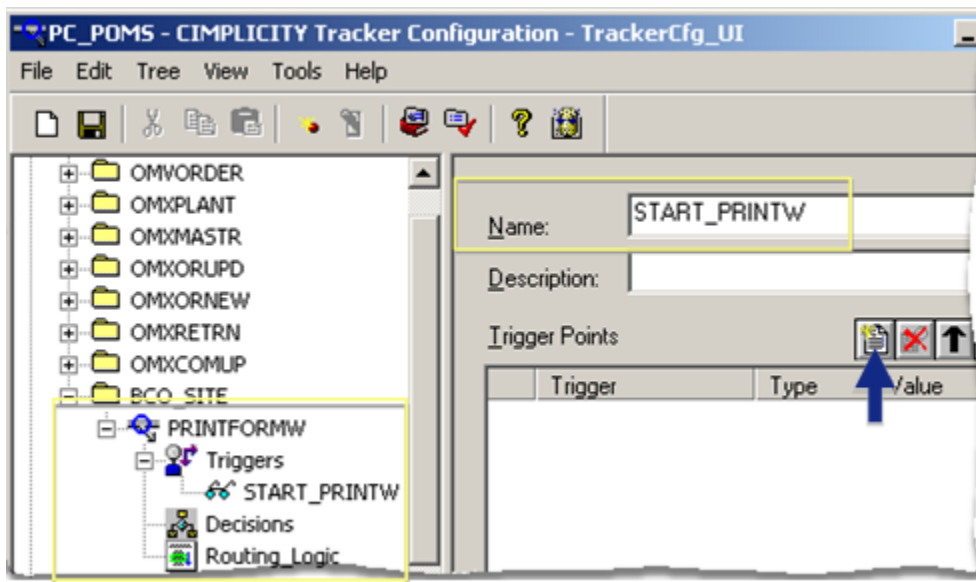 PC_POMS - CIMPLICITY Tracker Configuration - TrackerCfg_UI
File Edit Tree View Tools Help
OMVORDER
OMXPLANT
OMXMASTR
OMXORUPD
OMXORNEW
OMXRETRN
OMXCOMUP
BCO_SITE
PRINTFORMW
Triggers
START_PRINTW
Decisions
Routing_Logic
Name: START_PRINTW
Description:
Trigger Points
Trigger Type Value